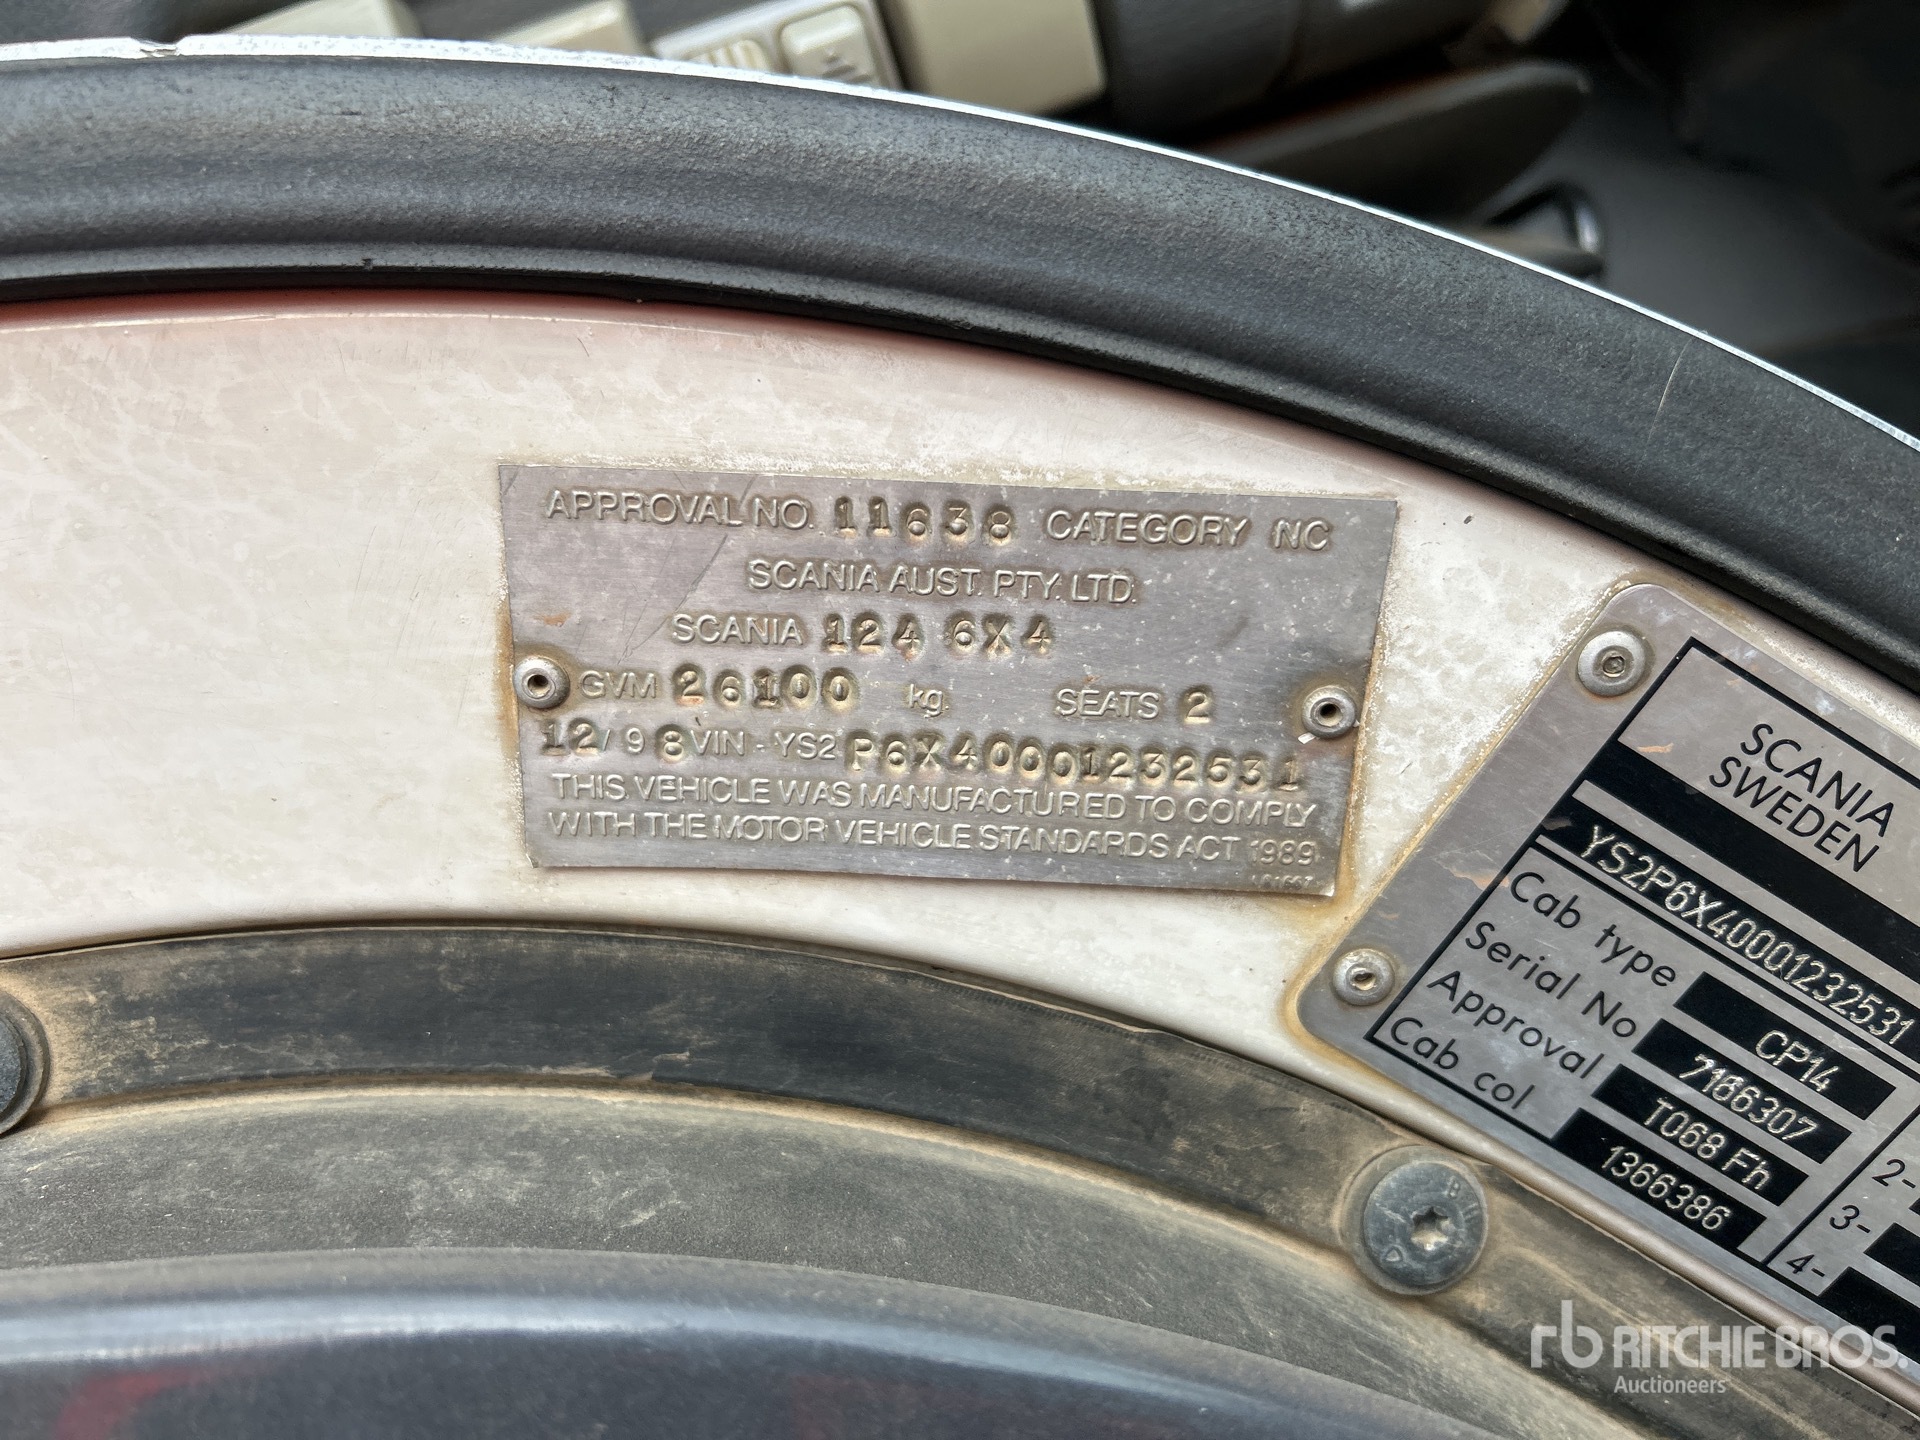 APPROVAL NO. 11638 CATEGORY NC
SCANIA AUST. PTY. LTD.
SCANIA 124 6X4
GVM 26100 kg. SEATS 2
12/98 VIN - YS2 P6X40001232531
THIS VEHICLE WAS MANUFACTURED TO COMPLY
WITH THE MOTOR VEHICLE STANDARDS ACT 1989
SCANIA
SWEDEN
YS2P6X40001232531
Cab type CP14
Serial No 7186307
Approval T068 Fh
Cab col 1366386
2-
3-
4-
rb RITCHIE BROS.
Auctioneers